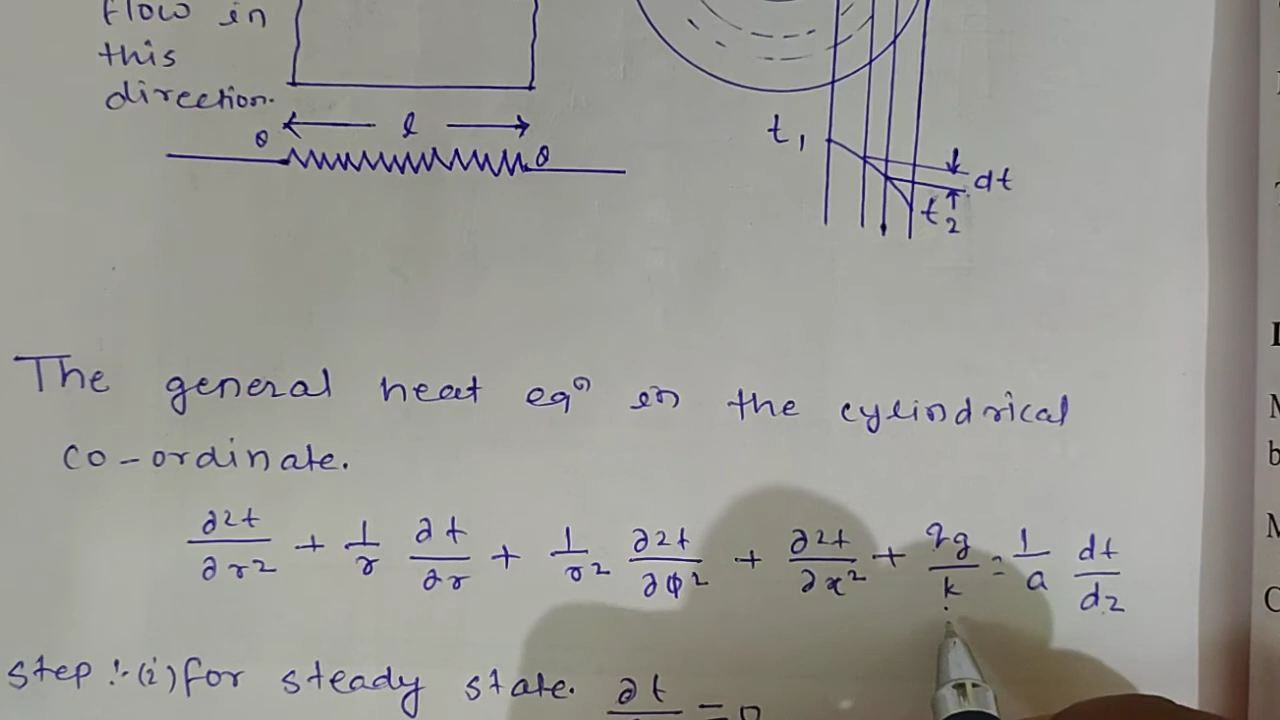 flow in
this
direction.
l
θ
θ
t1
dt
t2
The general heat eqn in the cylindrical
co-ordinate.
∂2t/∂r2 + 1/r ∂t/∂r + 1/r2 ∂2t/∂φ2 + ∂2t/∂x2 + qg/k = 1/a dt/dz
step :- (i) for steady state. ∂t = 0